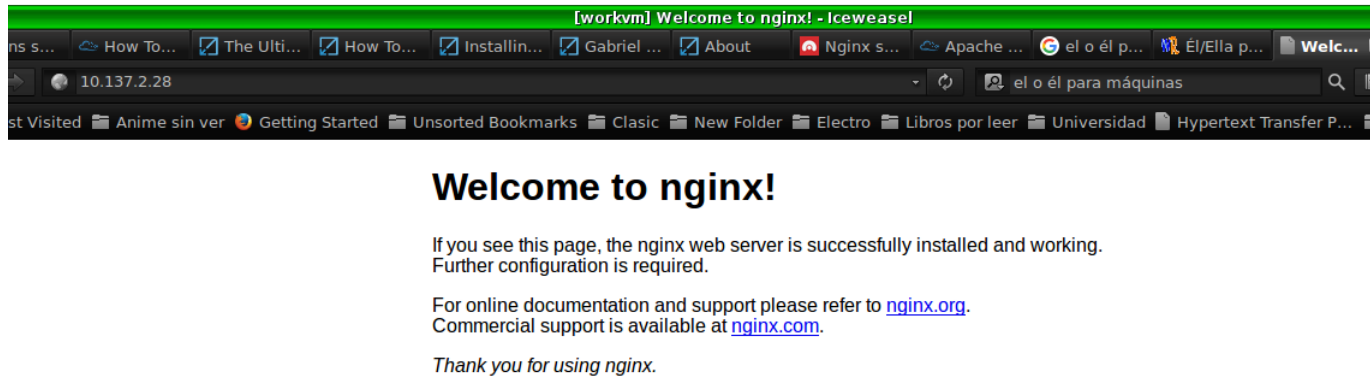 [workvm] Welcome to nginx! - Iceweasel
ns s... How To... The Ulti... How To... Installin... Gabriel ... About Nginx s... Apache ... el o él p... Él/Ella p... Welc...
10.137.2.28 el o él para máquinas
st Visited Anime sin ver Getting Started Unsorted Bookmarks Clasic New Folder Electro Libros por leer Universidad Hypertext Transfer P...
Welcome to nginx!
If you see this page, the nginx web server is successfully installed and working.
Further configuration is required.
For online documentation and support please refer to nginx.org.
Commercial support is available at nginx.com.
Thank you for using nginx.